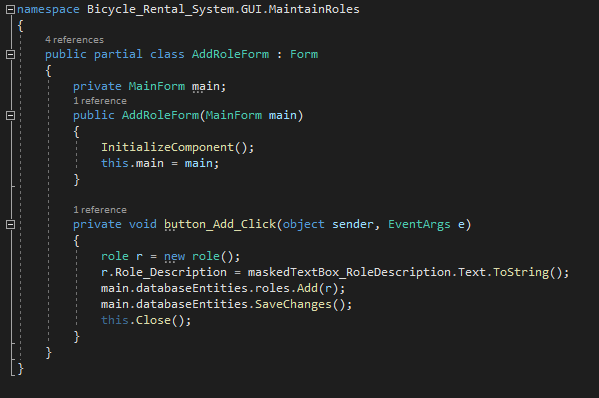 namespace Bicycle_Rental_System.GUI.MaintainRoles
{
4 references
public partial class AddRoleForm : Form
{
private MainForm main;
1 reference
public AddRoleForm(MainForm main)
{
InitializeComponent();
this.main = main;
}
1 reference
private void button_Add_Click(object sender, EventArgs e)
{
role r = new role();
r.Role_Description = maskedTextBox_RoleDescription.Text.ToString();
main.databaseEntities.roles.Add(r);
main.databaseEntities.SaveChanges();
this.Close();
}
}
}